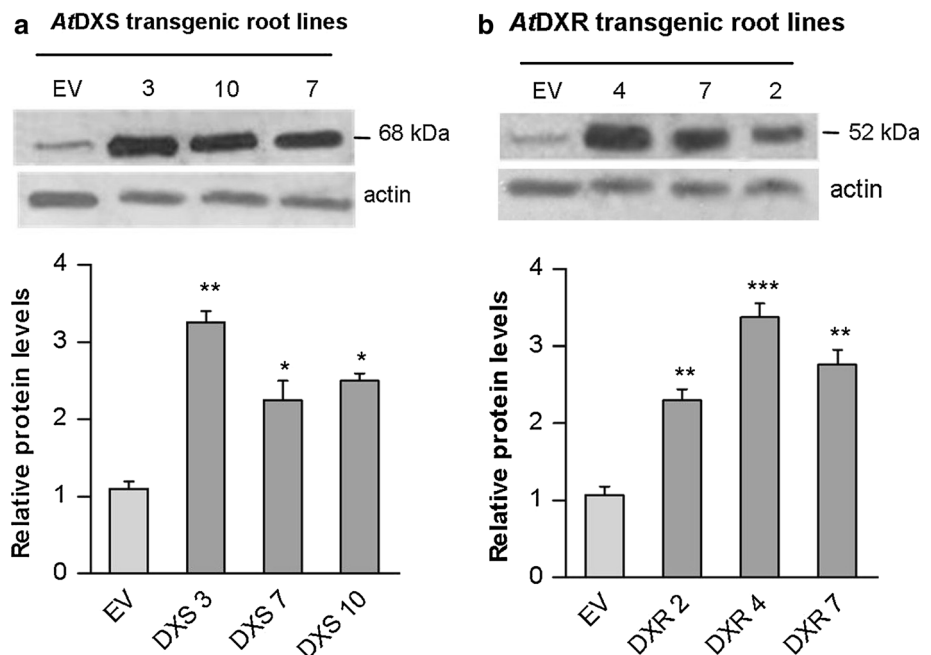 a AtDXS transgenic root lines
EV 3 10 7
68 kDa
actin
Relative protein levels
4
3
2
1
0
**
*
*
EV
DXS 3
DXS 7
DXS 10
b AtDXR transgenic root lines
EV 4 7 2
52 kDa
actin
Relative protein levels
4
3
2
1
0
**
***
**
EV
DXR 2
DXR 4
DXR 7